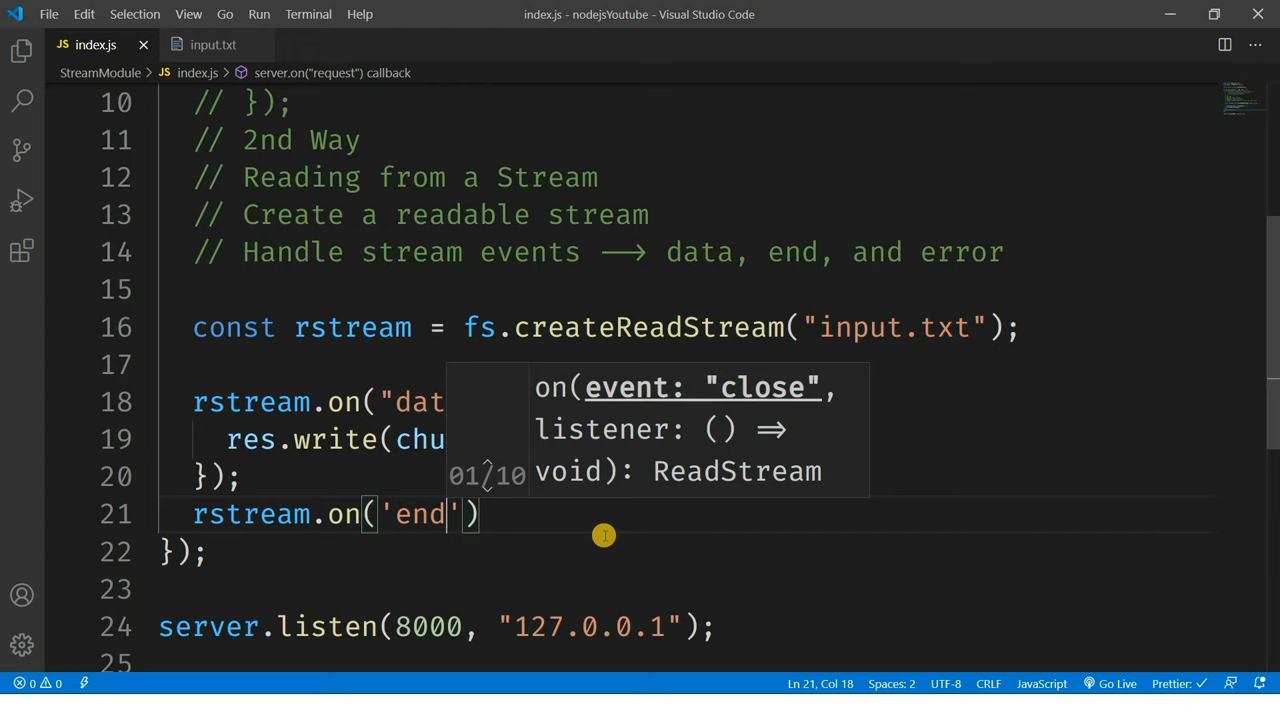 File Edit Selection View Go Run Terminal Help index.js - nodejsYoutube - Visual Studio Code
JS index.js input.txt
StreamModule > JS index.js > server.on("request") callback
10 // });
11 // 2nd Way
12 // Reading from a Stream
13 // Create a readable stream
14 // Handle stream events --> data, end, and error
15
16 const rstream = fs.createReadStream("input.txt");
17
on(event: "close",
18 rstream.on("dat
listener: () =>
19 res.write(chu
01/10 void): ReadStream
20 });
21 rstream.on('end')
22 });
23
24 server.listen(8000, "127.0.0.1");
25
0 0 Ln 21, Col 18 Spaces: 2 UTF-8 CRLF JavaScript Go Live Prettier: ✓